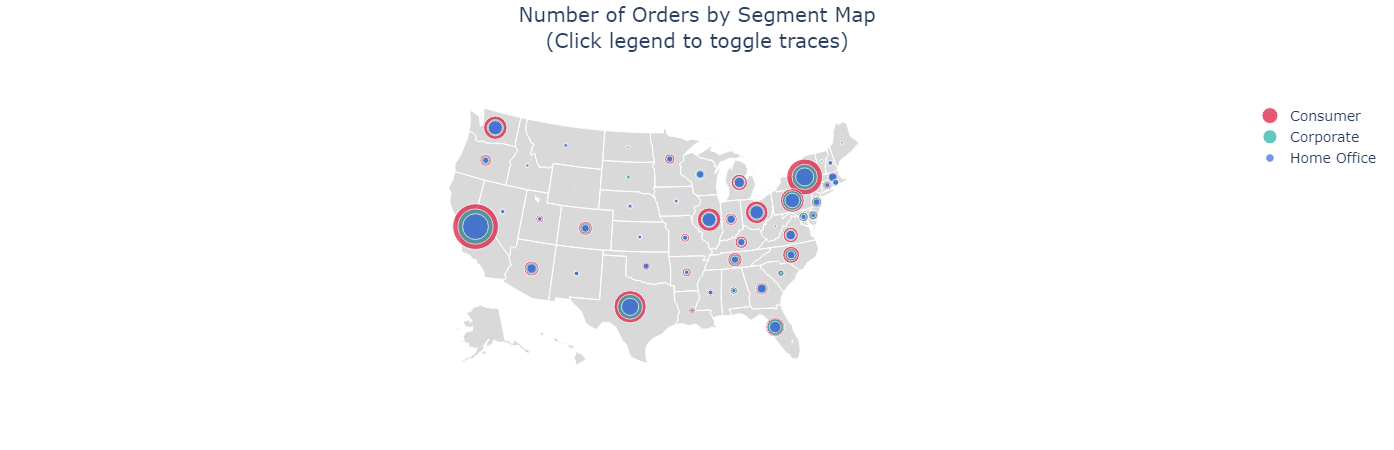 Number of Orders by Segment Map
(Click legend to toggle traces)
Consumer
Corporate
Home Office